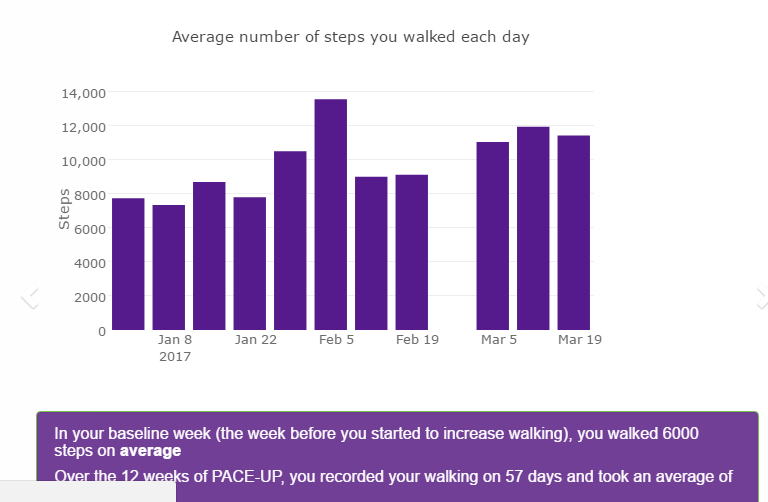 Average number of steps you walked each day
14,000
12,000
10,000
8000
6000
4000
2000
0
Steps
Jan 8
2017
Jan 22
Feb 5
Feb 19
Mar 5
Mar 19
In your baseline week (the week before you started to increase walking), you walked 6000
steps on average
Over the 12 weeks of PACE-UP, you recorded your walking on 57 days and took an average of